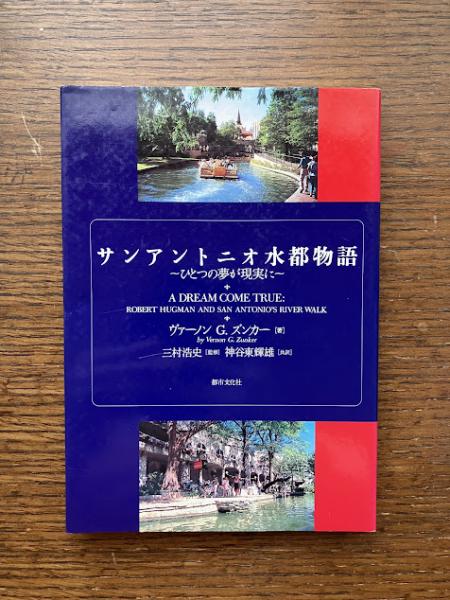 サンアントニオ水都物語
～ひとつの夢が現実に～
A DREAM COME TRUE:
ROBERT HUGMAN AND SAN ANTONIO'S RIVER WALK
ヴァーノン G. ズンカー [著]
by Vernon G. Zunker
三村浩史 [監修] 神谷東輝雄 [共訳]
都市文化社